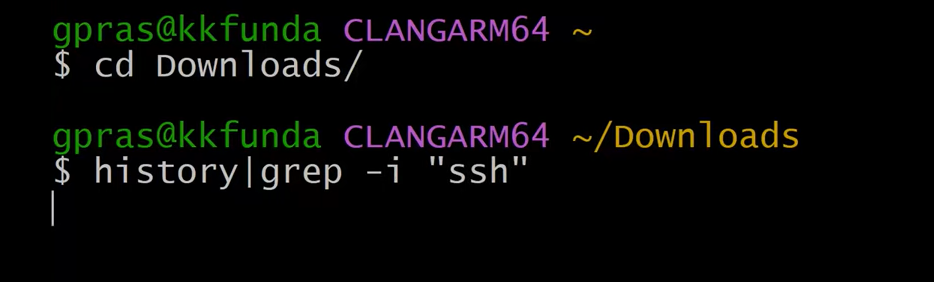 gpras@kkfunda CLANGARM64 ~
$ cd Downloads/
gpras@kkfunda CLANGARM64 ~/Downloads
$ history|grep -i "ssh"